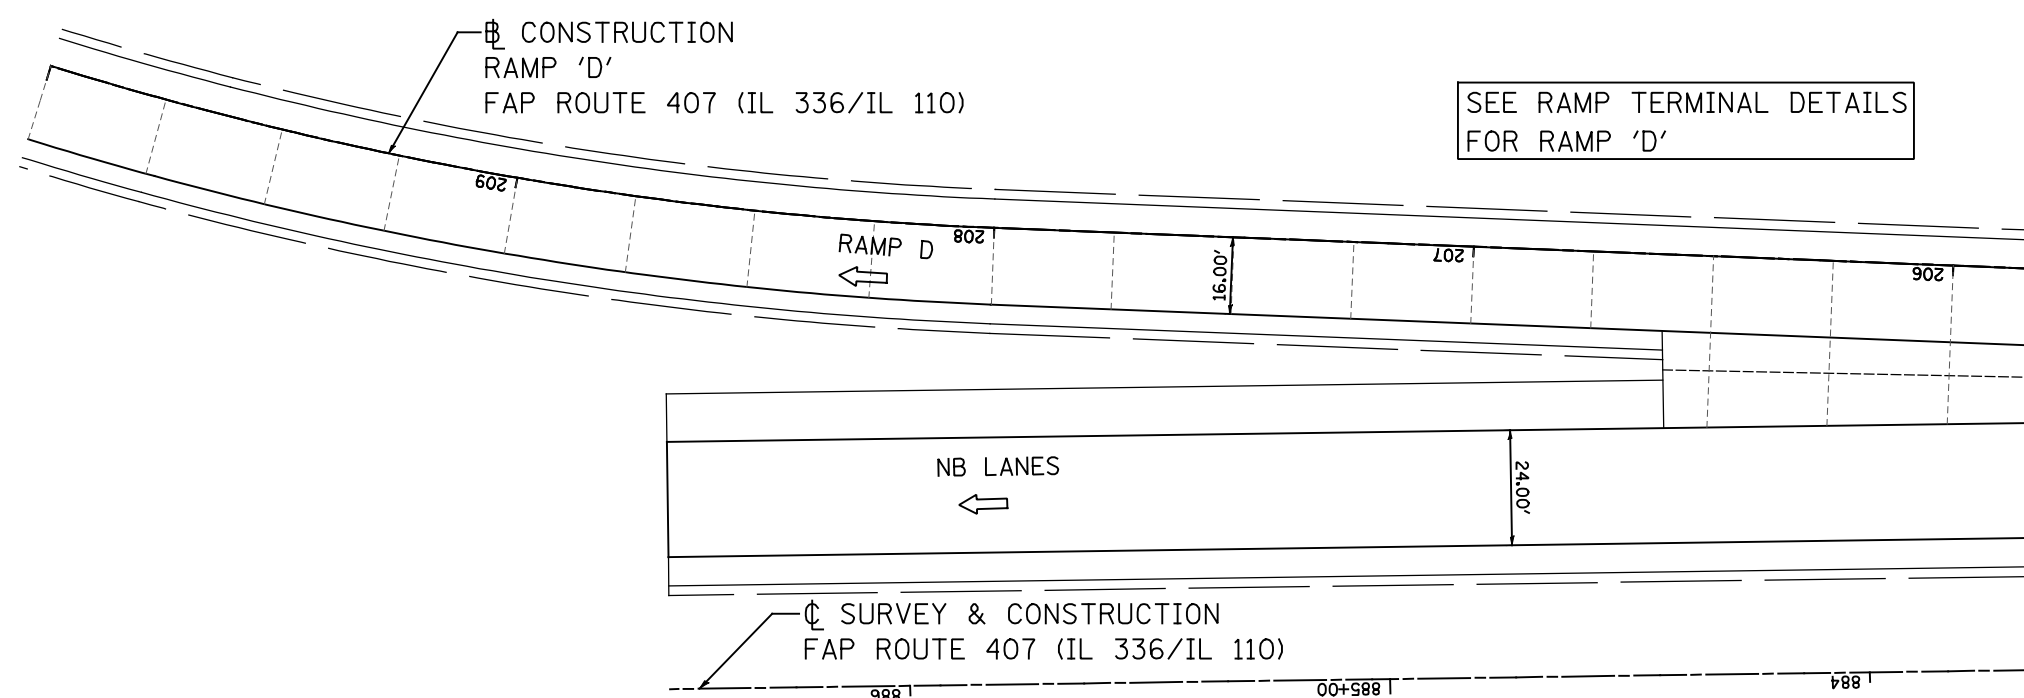 ℄ CONSTRUCTION
RAMP 'D'
FAP ROUTE 407 (IL 336/IL 110)
SEE RAMP TERMINAL DETAILS
FOR RAMP 'D'
209
208
207
206
RAMP D
16.00'
NB LANES
24.00'
℄ SURVEY & CONSTRUCTION
FAP ROUTE 407 (IL 336/IL 110)
886
885+00
884